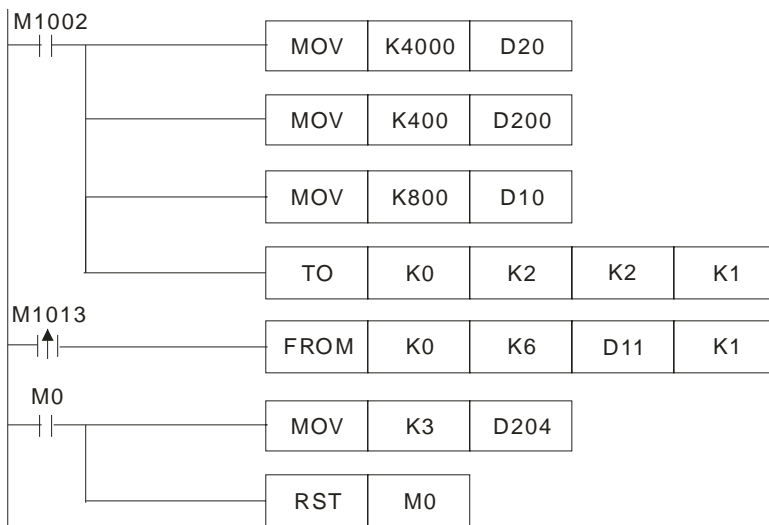 M1002
MOV K4000 D20
MOV K400 D200
MOV K800 D10
TO K0 K2 K2 K1
M1013
FROM K0 K6 D11 K1
M0
MOV K3 D204
RST M0